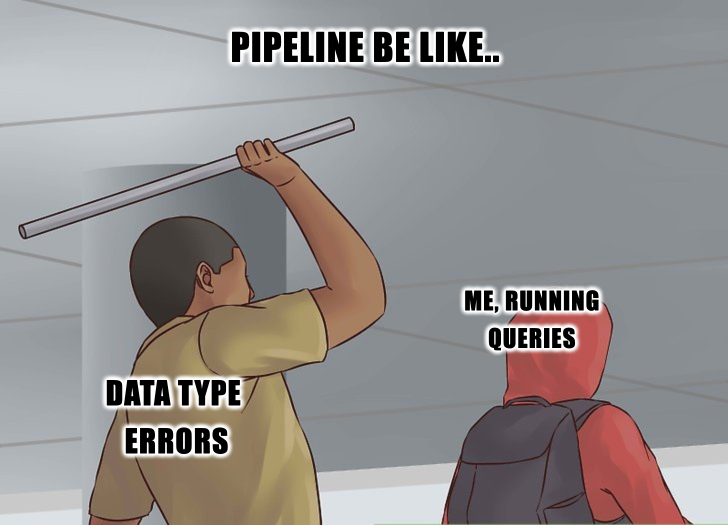 PIPELINE BE LIKE..
ME, RUNNING
QUERIES
DATA TYPE
ERRORS